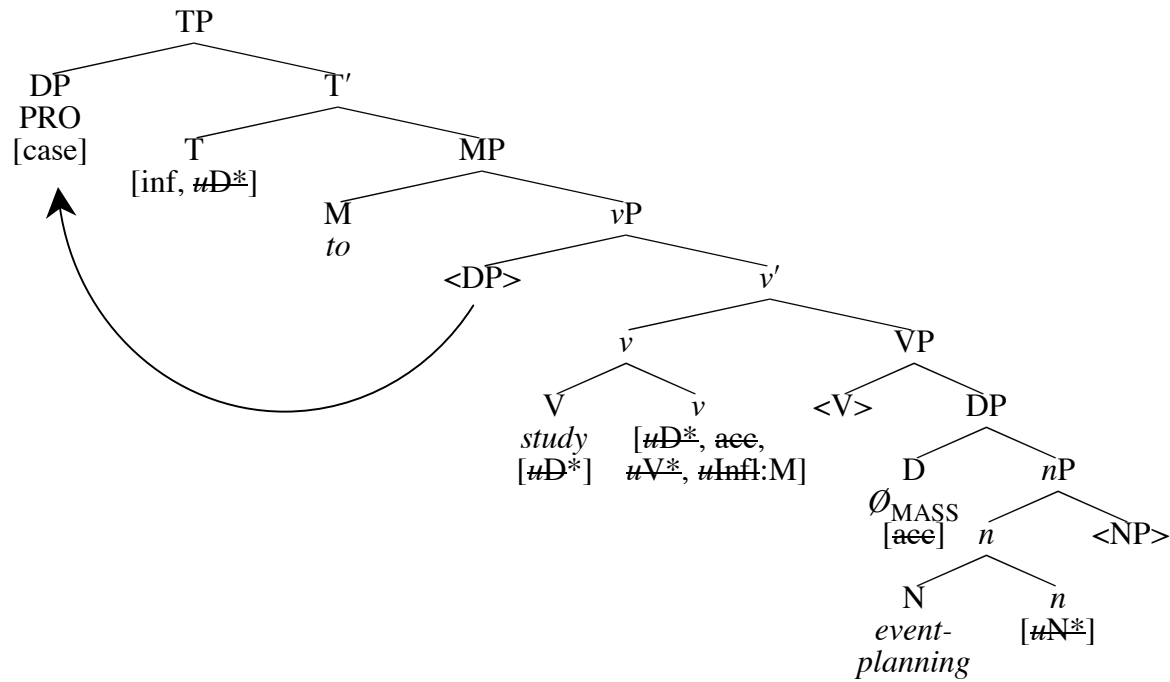 TP
DP T′
PRO
[case] T MP
[inf, uD*]
M vP
to
<DP> v′
v VP
V v <V> DP
study [uD*, acc,
[uD*] uV*, uInfl:M] D nP
ØMASS
[acc] n <NP>
N n
event- [uN*]
planning